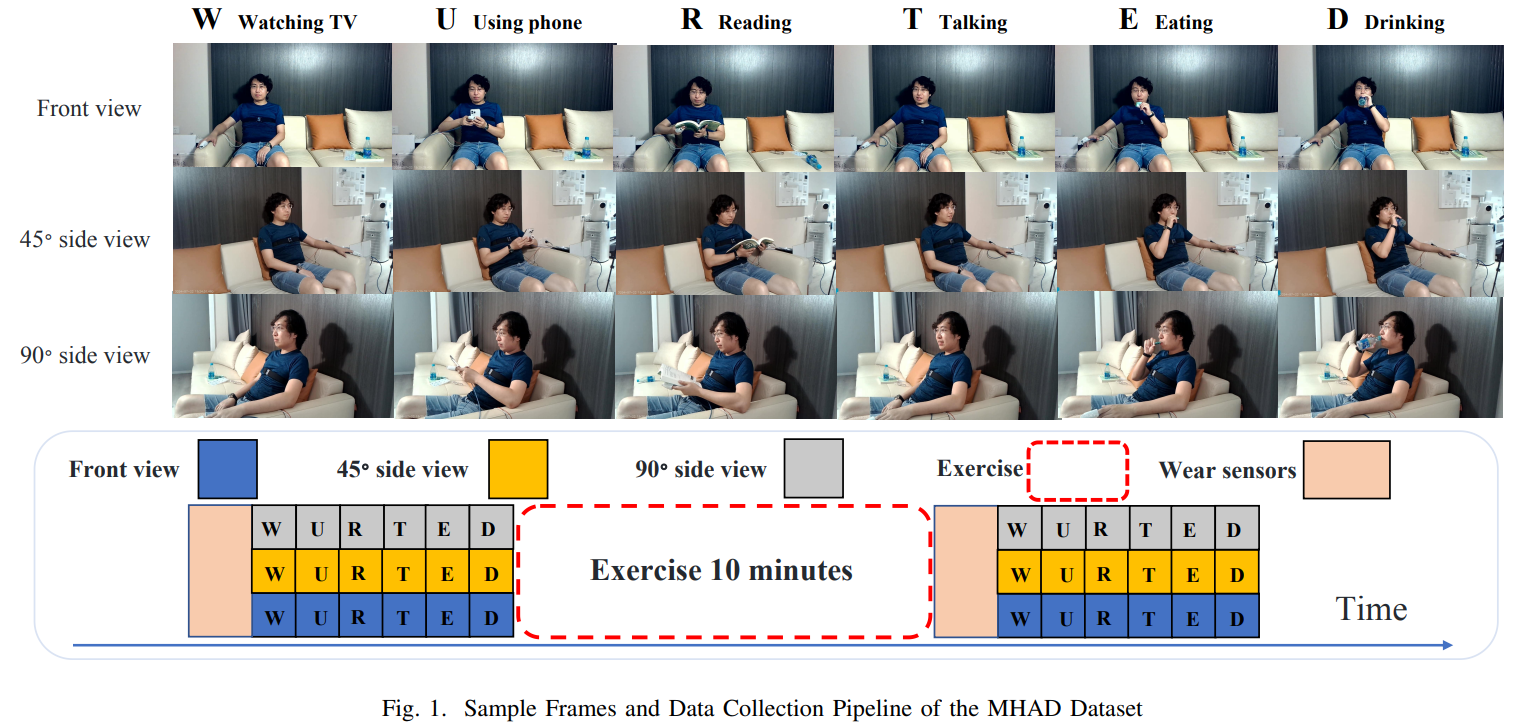 W Watching TV U Using phone R Reading T Talking E Eating D Drinking
Front view
45° side view
90° side view
Front view 45° side view 90° side view Exercise Wear sensors
W U R T E D W U R T E D
W U R T E D Exercise 10 minutes W U R T E D
W U R T E D W U R T E D
Time
Fig. 1. Sample Frames and Data Collection Pipeline of the MHAD Dataset